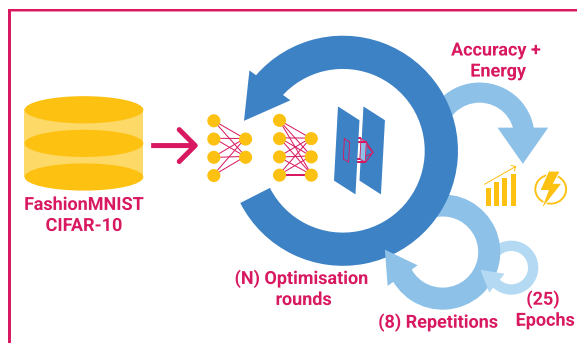 Accuracy +
Energy
FashionMNIST
CIFAR-10
(N) Optimisation
rounds
(8) Repetitions
(25)
Epochs